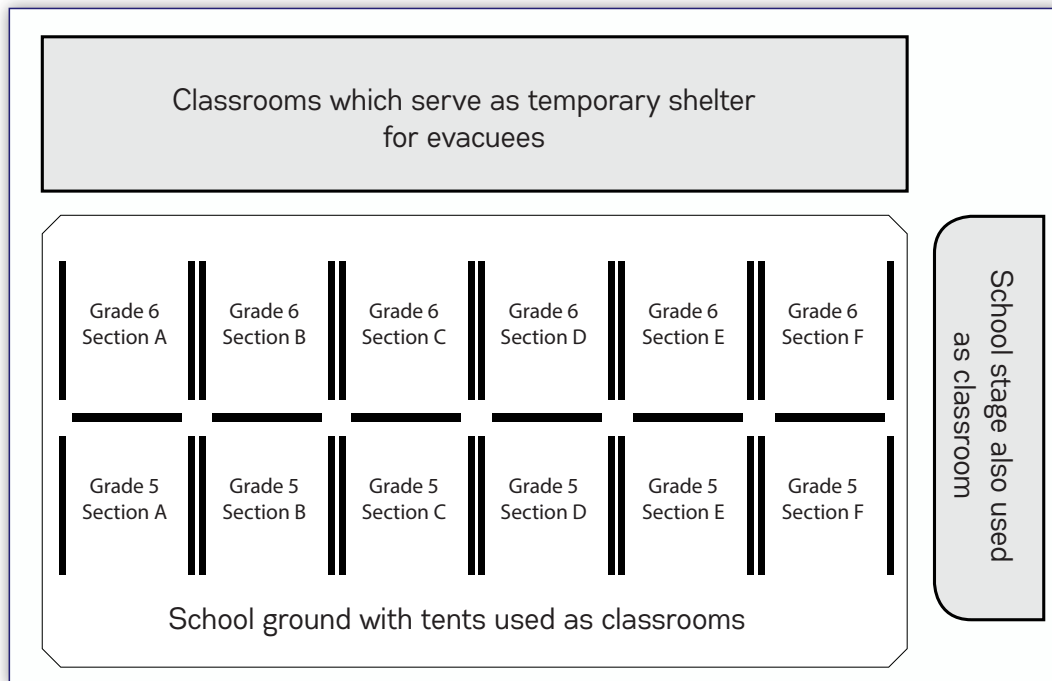 Classrooms which serve as temporary shelter
for evacuees
Grade 6
Section A
Grade 6
Section B
Grade 6
Section C
Grade 6
Section D
Grade 6
Section E
Grade 6
Section F
Grade 5
Section A
Grade 5
Section B
Grade 5
Section C
Grade 5
Section D
Grade 5
Section E
Grade 5
Section F
School ground with tents used as classrooms
School stage also used
as classroom